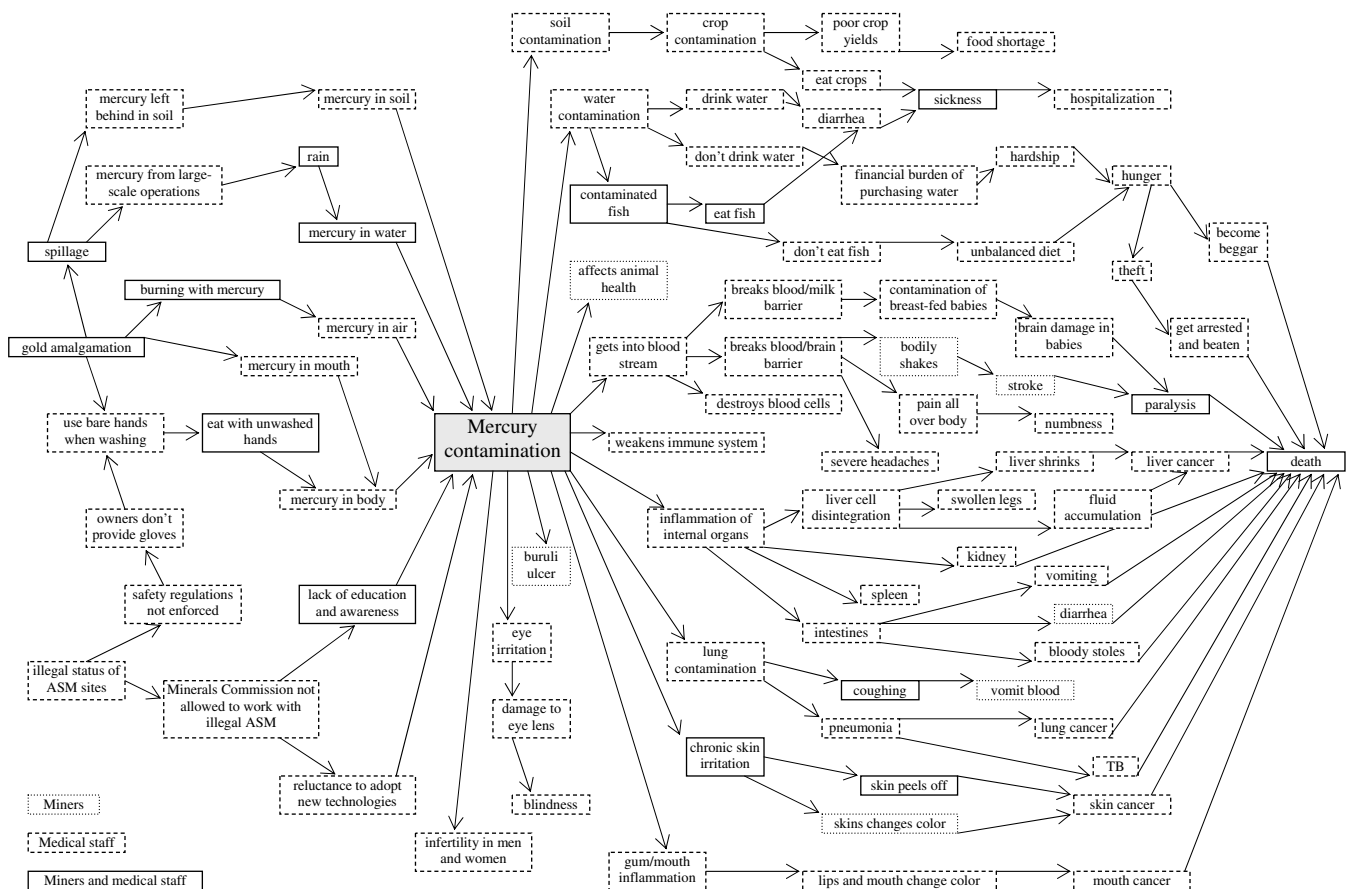 soil
contamination
crop
contamination
poor crop
yields
food shortage
eat crops
mercury left
behind in soil
mercury in soil
water
contamination
drink water
diarrhea
sickness
hospitalization
rain
don't drink water
hardship
mercury from large-
scale operations
financial burden of
purchasing water
hunger
contaminated
fish
eat fish
mercury in water
spillage
don't eat fish
unbalanced diet
become
beggar
affects animal
health
theft
burning with mercury
breaks blood/milk
barrier
contamination of
breast-fed babies
mercury in air
brain damage in
babies
get arrested
and beaten
gold amalgamation
gets into blood
stream
breaks blood/brain
barrier
bodily
shakes
mercury in mouth
stroke
destroys blood cells
pain all
over body
paralysis
numbness
use bare hands
when washing
eat with unwashed
hands
Mercury
contamination
weakens immune system
severe headaches
liver shrinks
liver cancer
death
mercury in body
liver cell
disintegration
swollen legs
fluid
accumulation
owners don't
provide gloves
inflammation of
internal organs
buruli
ulcer
kidney
vomiting
safety regulations
not enforced
lack of education
and awareness
spleen
diarrhea
eye
irritation
intestines
bloody stoles
illegal status of
ASM sites
lung
contamination
Minerals Commission not
allowed to work with
illegal ASM
coughing
vomit blood
damage to
eye lens
pneumonia
lung cancer
chronic skin
irritation
TB
reluctance to adopt
new technologies
skin peels off
blindness
skin cancer
Miners
skins changes color
Medical staff
infertility in men
and women
gum/mouth
inflammation
Miners and medical staff
lips and mouth change color
mouth cancer